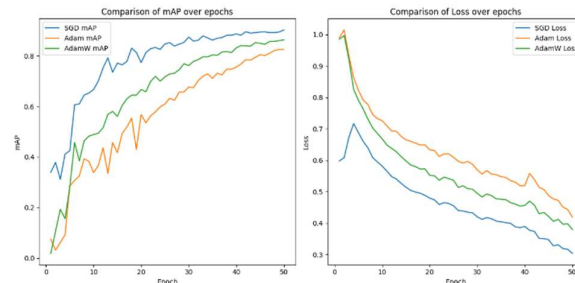 Comparison of mAP over epochs
SGD mAP
Adam mAP
AdamW mAP
mAP
0.8
0.6
0.4
0.2
0.0
0
10
20
30
40
50
Epoch
Comparison of Loss over epochs
SGD Loss
Adam Loss
AdamW Loss
Loss
1.0
0.9
0.8
0.7
0.6
0.5
0.4
0.3
0
10
20
30
40
50
Epoch